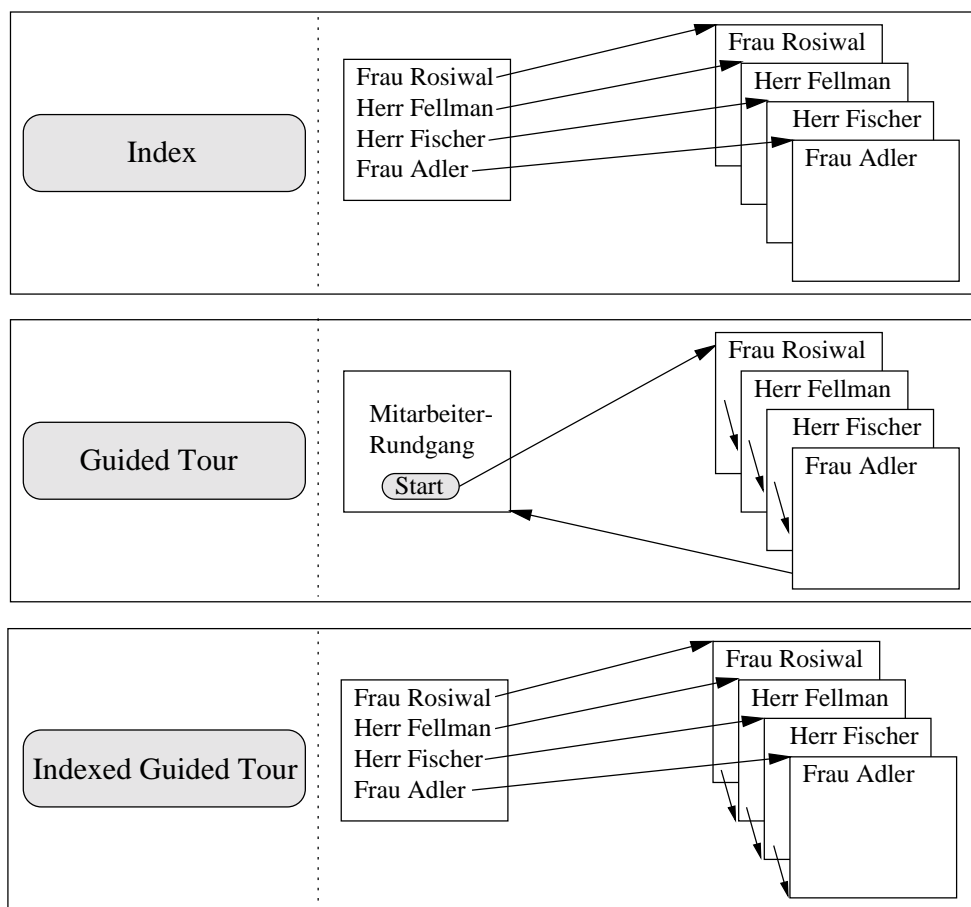 Index
Frau Rosiwal
Herr Fellman
Herr Fischer
Frau Adler
Frau Rosiwal
Herr Fellman
Herr Fischer
Frau Adler
Guided Tour
Mitarbeiter-
Rundgang
Start
Frau Rosiwal
Herr Fellman
Herr Fischer
Frau Adler
Indexed Guided Tour
Frau Rosiwal
Herr Fellman
Herr Fischer
Frau Adler
Frau Rosiwal
Herr Fellman
Herr Fischer
Frau Adler